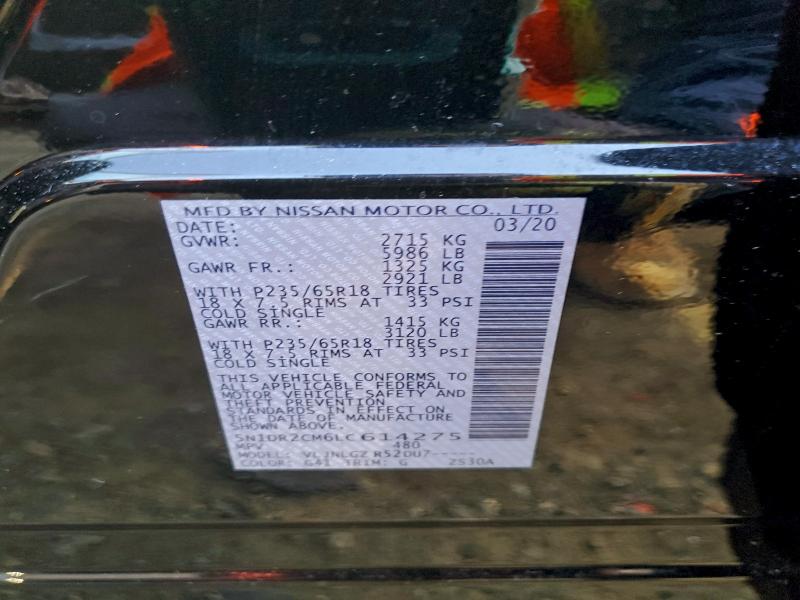 MFD BY NISSAN MOTOR CO., LTD.
DATE: 03/20
GVWR: 2715 KG
5986 LB
GAWR FR.: 1325 KG
2921 LB
WITH P235/65R18 TIRES
18 X 7.5 RIMS AT 33 PSI
COLD SINGLE
GAWR RR.: 1415 KG
3120 LB
WITH P235/65R18 TIRES
18 X 7.5 RIMS AT 33 PSI
COLD SINGLE
THIS VEHICLE CONFORMS TO
ALL APPLICABLE FEDERAL
MOTOR VEHICLE SAFETY AND
THEFT PREVENTION
STANDARDS IN EFFECT ON
THE DATE OF MANUFACTURE
SHOWN ABOVE.
5N1DR2CM6LC614275
MPV 480
MODEL: VLJNLGZ R52DU7-----
COLOR: G41 TRIM: G ZS30A